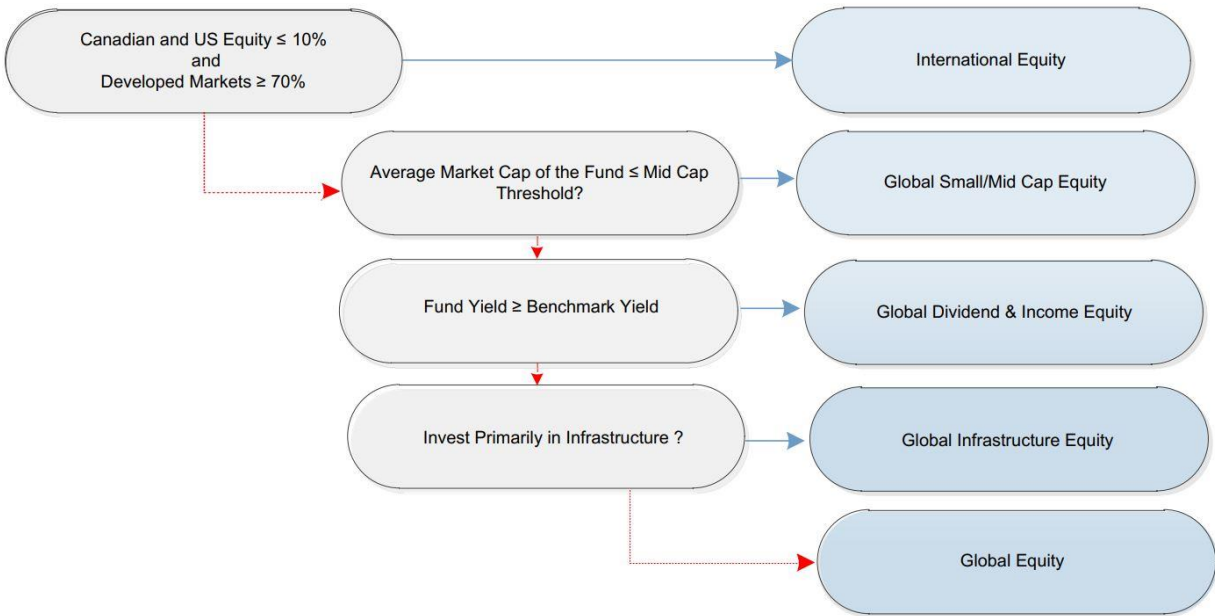 Canadian and US Equity ≤ 10%
and
Developed Markets ≥ 70%
International Equity
Average Market Cap of the Fund ≤ Mid Cap
Threshold?
Global Small/Mid Cap Equity
Fund Yield ≥ Benchmark Yield
Global Dividend & Income Equity
Invest Primarily in Infrastructure ?
Global Infrastructure Equity
Global Equity